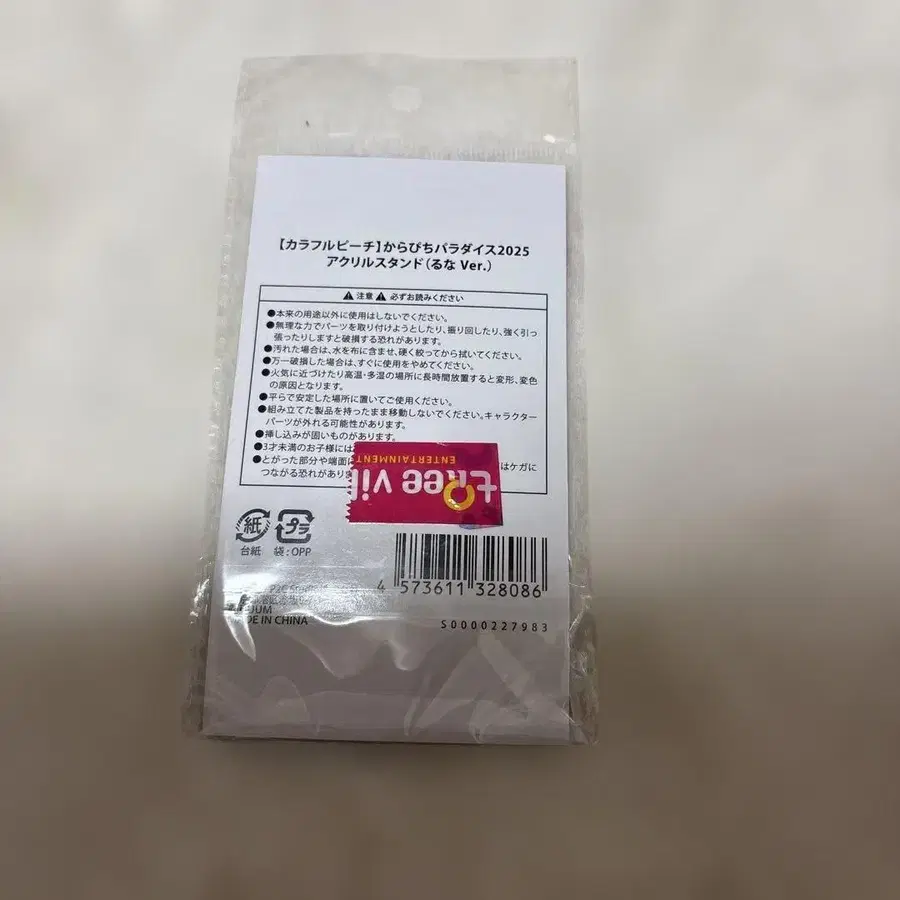 【カラフルピーチ】からぴちパラダイス2025
アクリルスタンド(るな Ver.)
注意 必ずお読みください
●本来の用途以外に使用はしないでください。
●無理な力でパーツを取り付けようとしたり、振り回したり、強く引っ
張ったりしますと破損する恐れがあります。
●汚れた場合は、水を布に含ませ、硬く絞ってから拭いてください。
●万一破損した場合は、すぐに使用をやめてください。
●火気に近づけたり高温・多湿の場所に長時間放置すると変形、変色
の原因となります。
●平らで安定した場所に置いてご使用ください。
●組み立てた製品を持ったまま移動しないでください。キャラクター
パーツが外れる可能性があります。
●挿し込みが固いものがあります。
●3才未満のお子様には
●とがった部分や端面に はケガに
つながる恐れがあり
tree vil
ENTERTAINMENT
紙 プラ
台紙 袋:OPP
4 573611 328086
DE IN CHINA
S0000227983